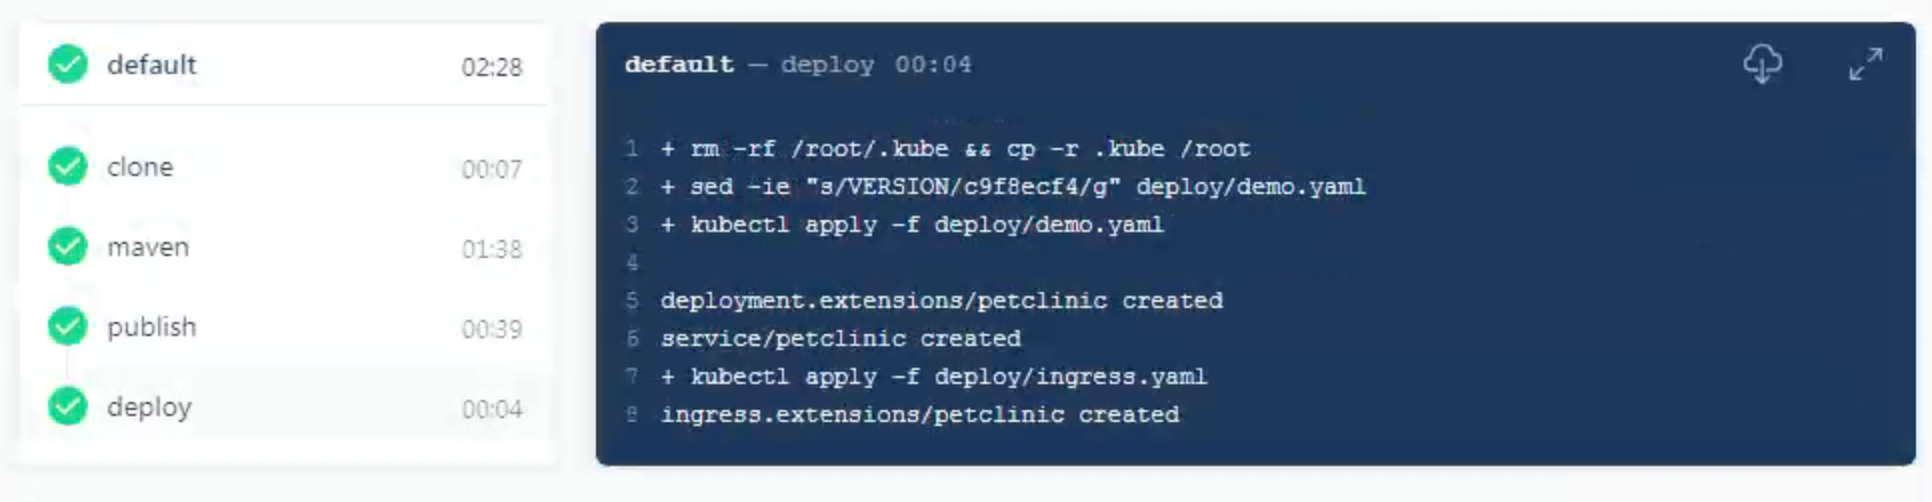 default 02:28
clone 00:07
maven 01:38
publish 00:39
deploy 00:04
default — deploy 00:04
1 + rm -rf /root/.kube && cp -r .kube /root
2 + sed -ie "s/VERSION/c9f8ecf4/g" deploy/demo.yaml
3 + kubectl apply -f deploy/demo.yaml
4
5 deployment.extensions/petclinic created
6 service/petclinic created
7 + kubectl apply -f deploy/ingress.yaml
8 ingress.extensions/petclinic created